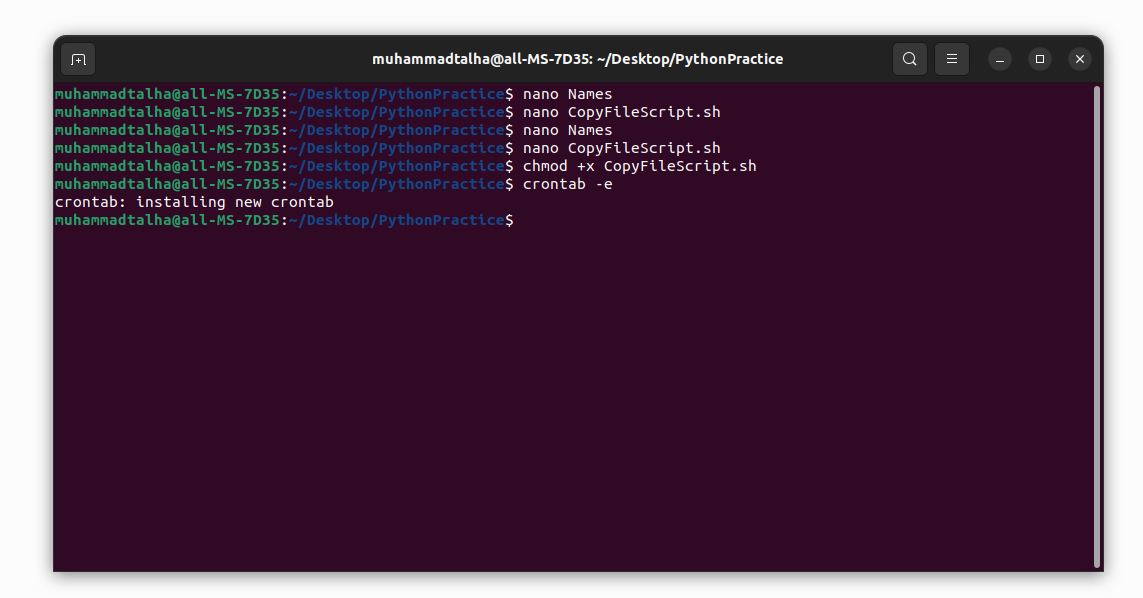 muhammadtalha@all-MS-7D35: ~/Desktop/PythonPractice
muhammadtalha@all-MS-7D35:~/Desktop/PythonPractice$ nano Names
muhammadtalha@all-MS-7D35:~/Desktop/PythonPractice$ nano CopyFileScript.sh
muhammadtalha@all-MS-7D35:~/Desktop/PythonPractice$ nano Names
muhammadtalha@all-MS-7D35:~/Desktop/PythonPractice$ nano CopyFileScript.sh
muhammadtalha@all-MS-7D35:~/Desktop/PythonPractice$ chmod +x CopyFileScript.sh
muhammadtalha@all-MS-7D35:~/Desktop/PythonPractice$ crontab -e
crontab: installing new crontab
muhammadtalha@all-MS-7D35:~/Desktop/PythonPractice$